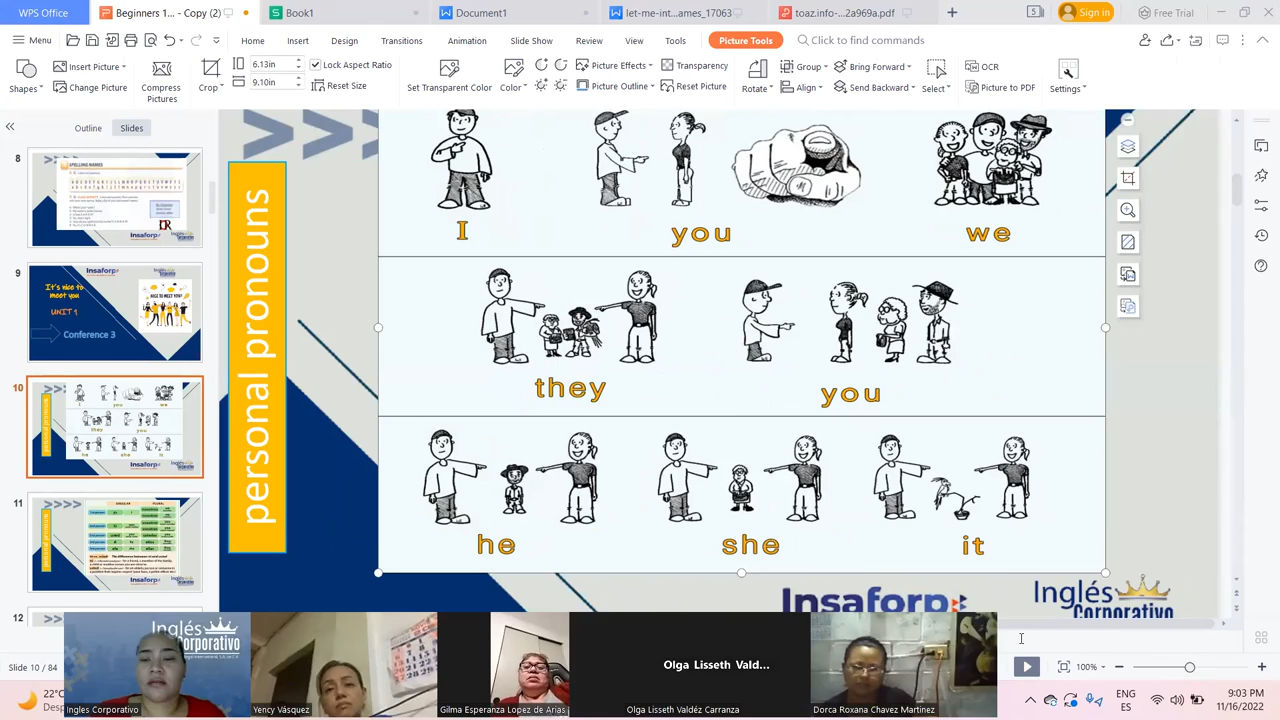 WPS Office
Book1
Document1
let-me-int...ames_17063
toaz.info-...2a969a.pdf
Sign in
Free Trial
Menu
Home
Insert
Design
Transitions
Animation
Slide Show
Review
View
Tools
Picture Tools
Click to find commands
Shapes
Insert Picture
Change Picture
Compress Pictures
Crop
6.13in
9.10in
Lock Aspect Ratio
Reset Size
Set Transparent Color
Color
Picture Effects
Picture Outline
Transparency
Reset Picture
Rotate
Group
Align
Bring Forward
Send Backward
Select
OCR
Picture to PDF
Settings
Outline
Slides
8
SPELLING NAMES
9
Insaforp
It's nice to
meet you
UNIT 1
Conference 3
NICE TO MEET YOU!
10
11
SINGULAR
PLURAL
12
personal pronouns
I
you
we
they
you
he
she
it
Insaforp
Inglés
Corporativo
Inglés
Corporativo
Ingles Corporativo
Yency Vásquez
Gilma Esperanza Lopez de Arias
Olga Lisseth Vald...
Olga Lisseth Valdéz Carranza
Dorca Roxana Chavez Martinez
Slide 10 / 84
100%
22°C
Desp
ENG
ES
9:03 PM
11/16/2022